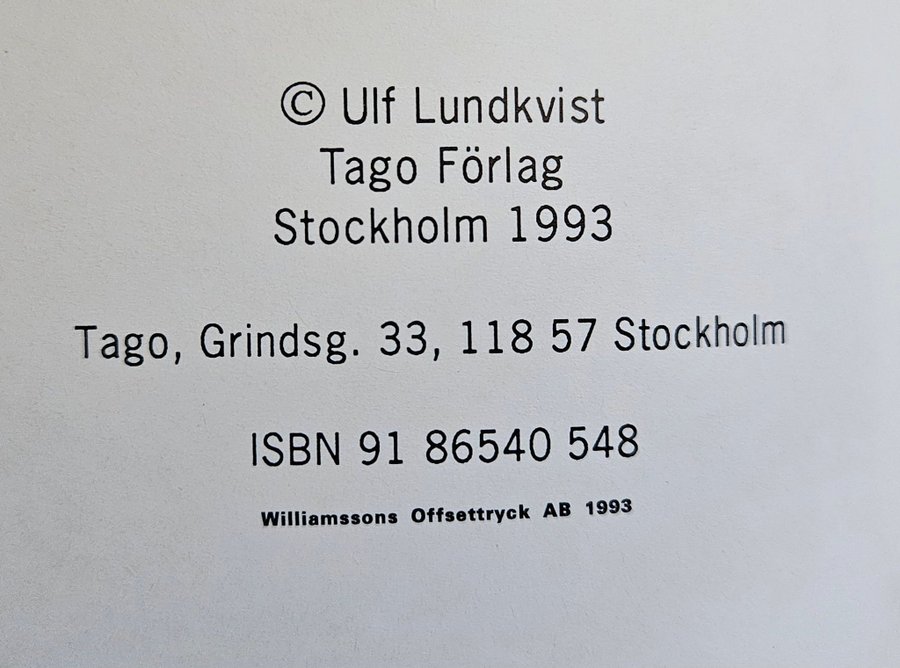 © Ulf Lundkvist
Tago Förlag
Stockholm 1993
Tago, Grindsg. 33, 118 57 Stockholm
ISBN 91 86540 548
Williamssons Offsettryck AB 1993